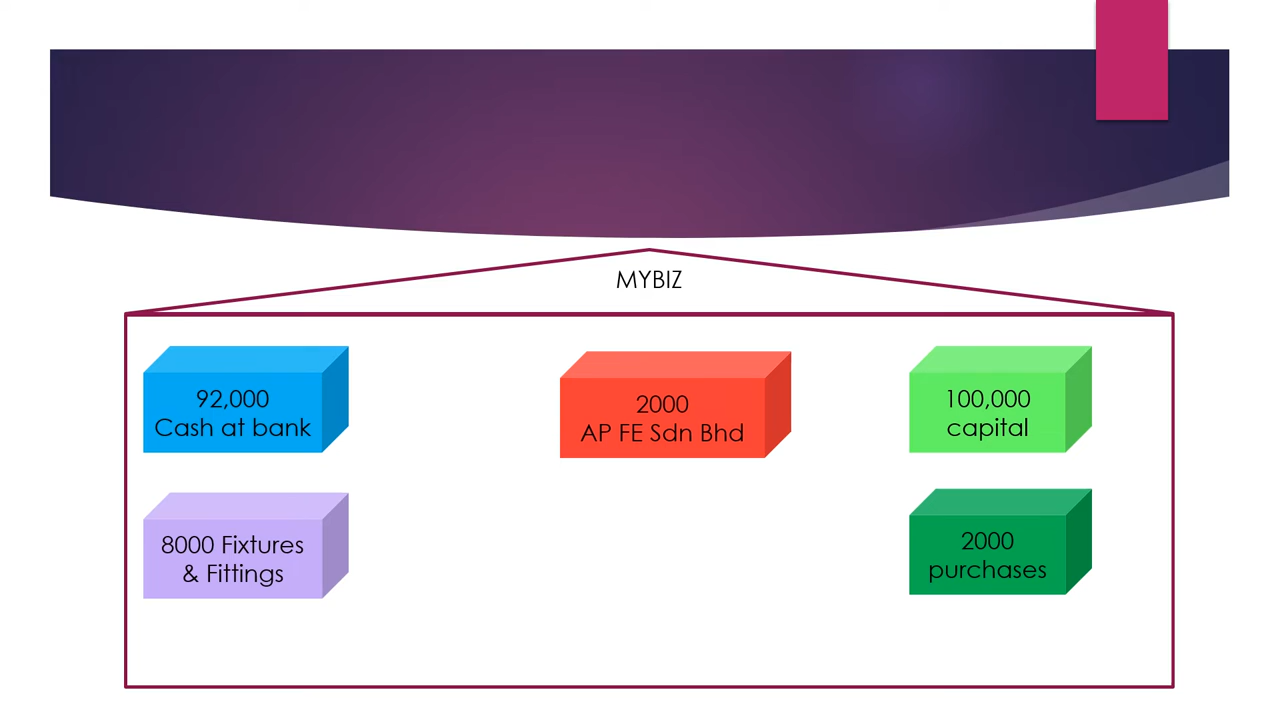 MYBIZ
92,000
Cash at bank
2000
AP FE Sdn Bhd
100,000
capital
8000 Fixtures
& Fittings
2000
purchases